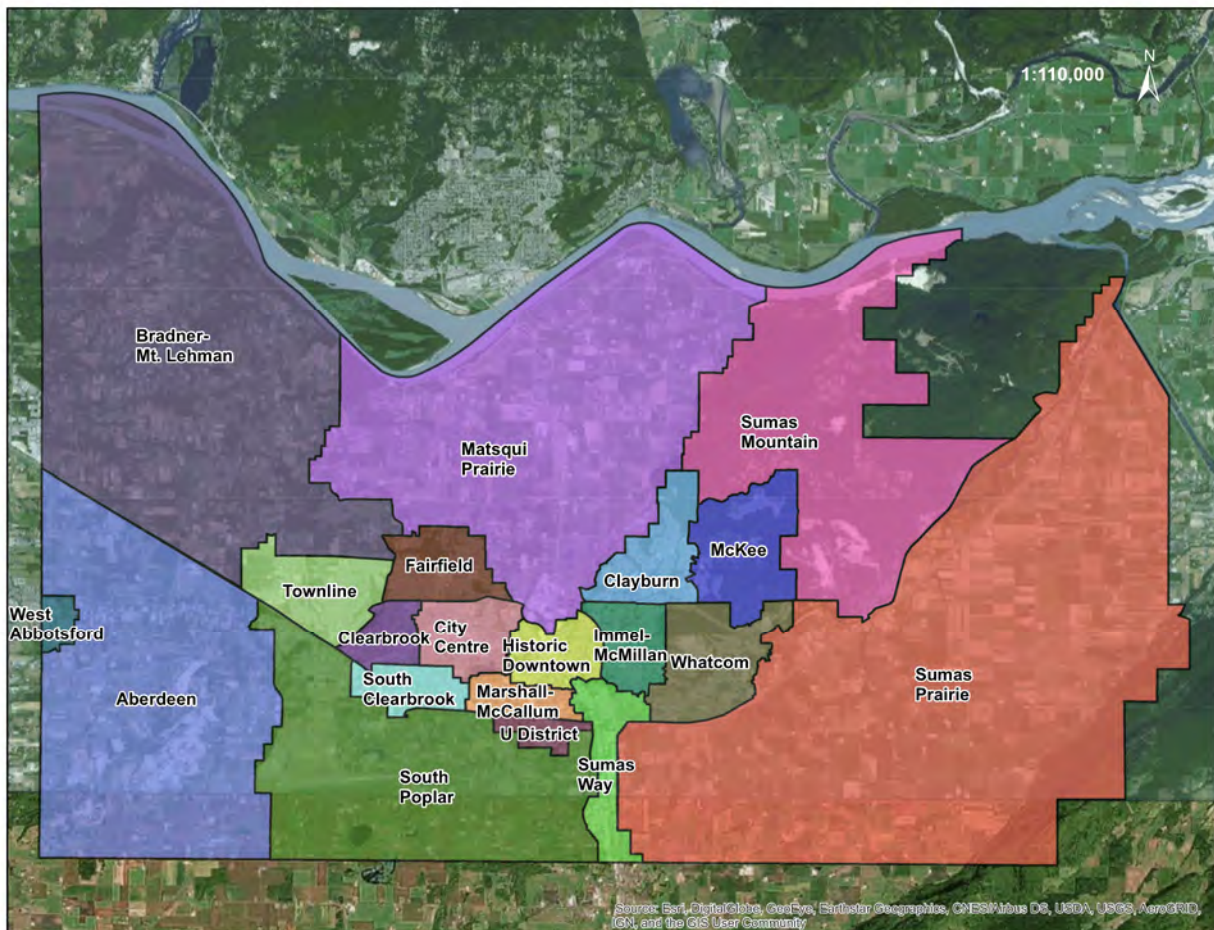 1:110,000
N
Bradner-
Mt. Lehman
Matsqui
Prairie
Sumas
Mountain
McKee
Fairfield
Clayburn
Townline
West
Abbotsford
Clearbrook
City
Centre
Historic
Downtown
Immel-
McMillan
Whatcom
Aberdeen
South
Clearbrook
Marshall-
McCallum
U District
Sumas
Prairie
South
Poplar
Sumas
Way
Source: Esri, DigitalGlobe, GeoEye, Earthstar Geographics, CNES/Airbus DS, USDA, USGS, AeroGRID,
IGN, and the GIS User Community